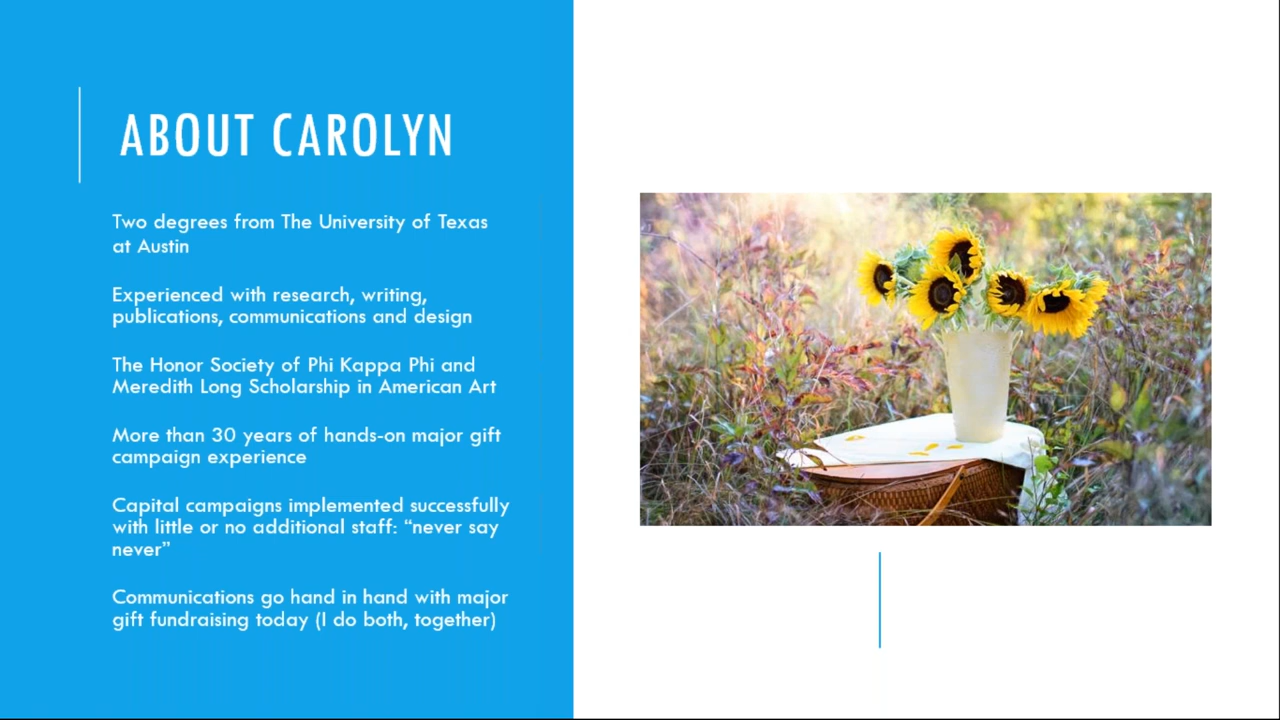 ABOUT CAROLYN
Two degrees from The University of Texas
at Austin
Experienced with research, writing,
publications, communications and design
The Honor Society of Phi Kappa Phi and
Meredith Long Scholarship in American Art
More than 30 years of hands-on major gift
campaign experience
Capital campaigns implemented successfully
with little or no additional staff: “never say
never”
Communications go hand in hand with major
gift fundraising today (I do both, together)